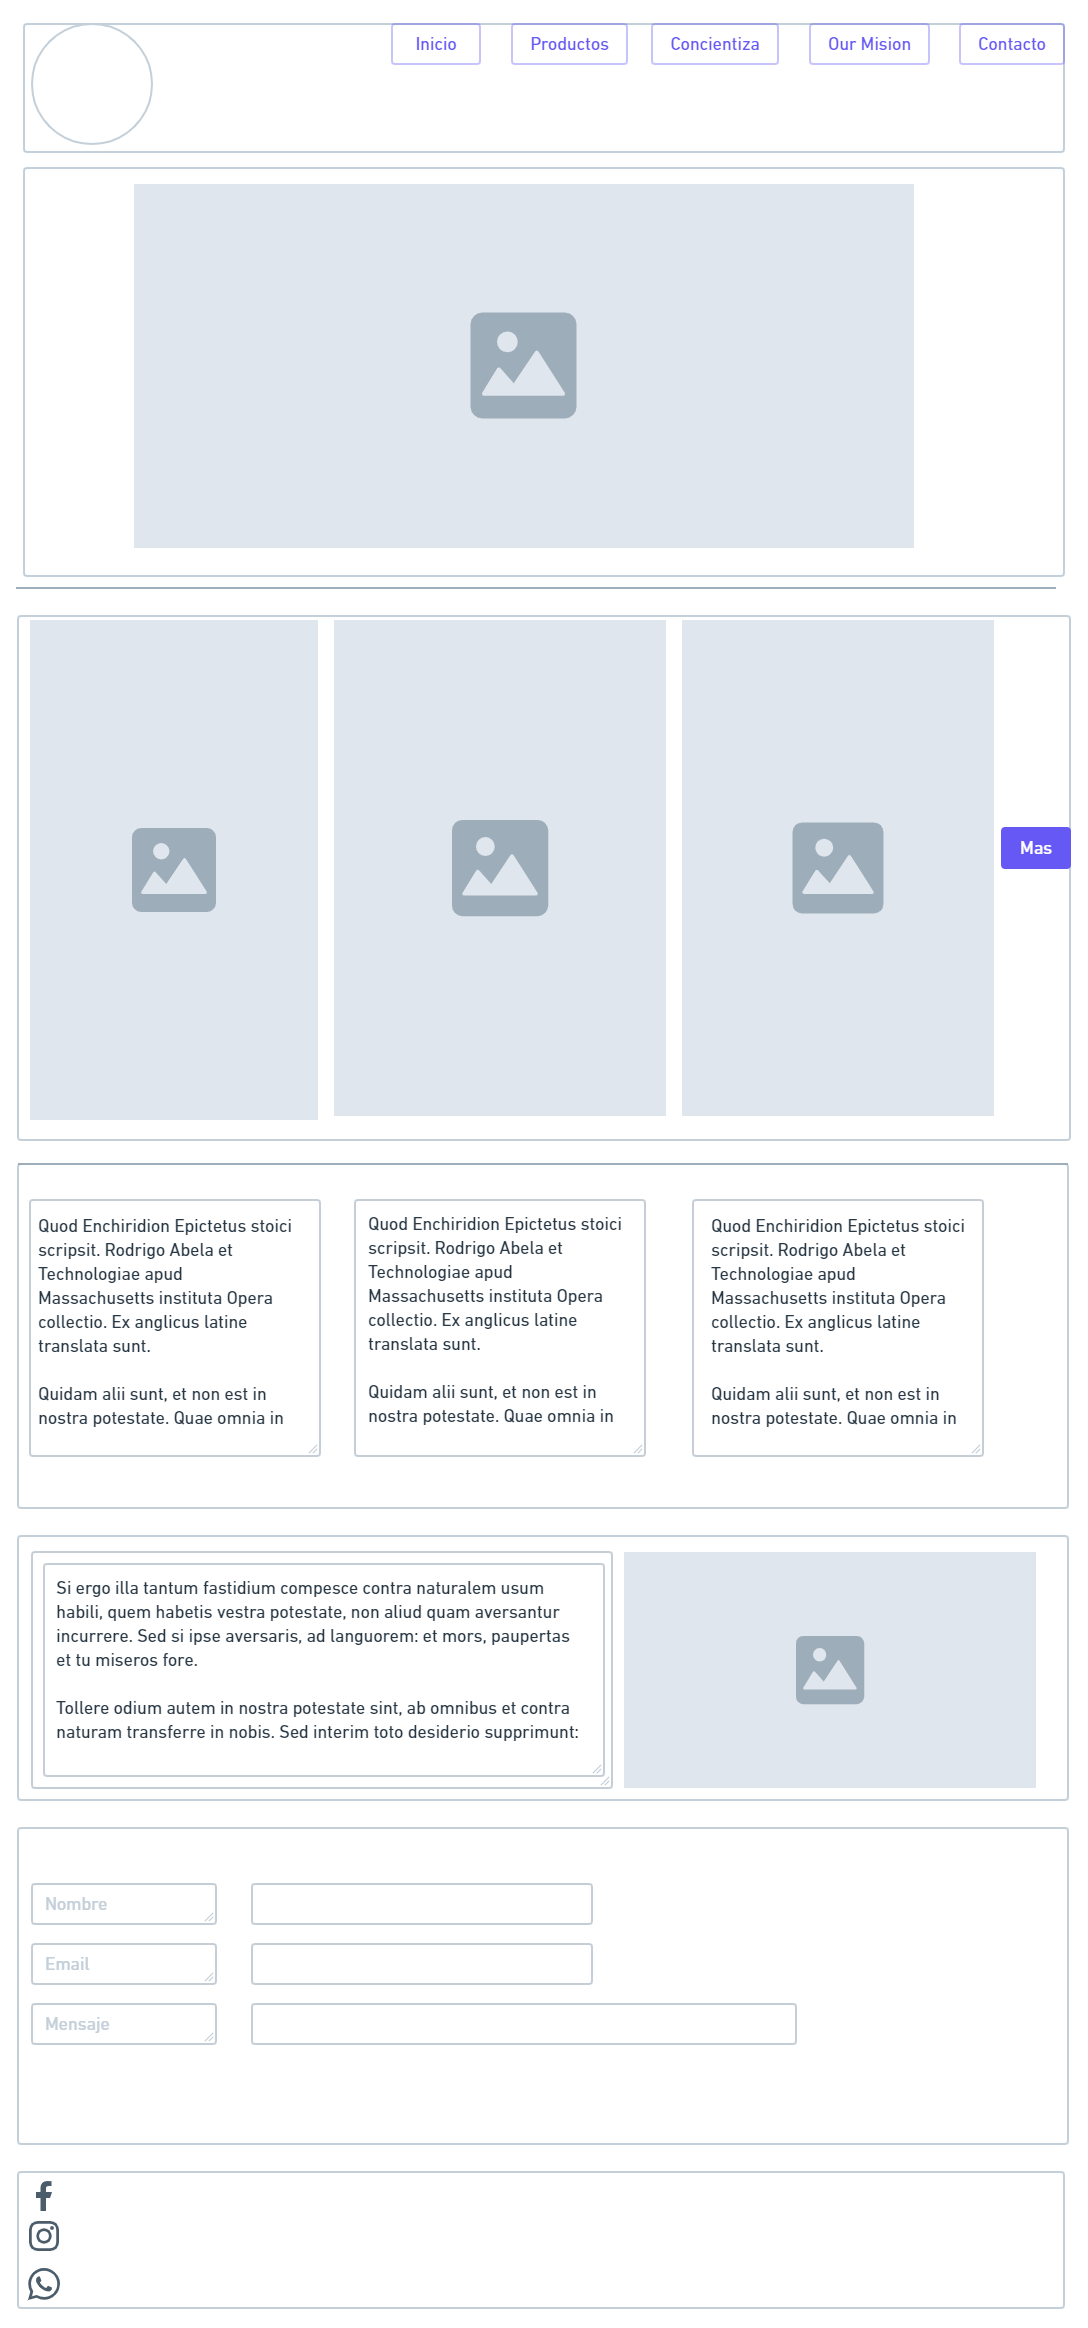 Inicio
Productos
Concientiza
Our Mision
Contacto
Mas
Quod Enchiridion Epictetus stoici
scripsit. Rodrigo Abela et
Technologiae apud
Massachusetts instituta Opera
collectio. Ex anglicus latine
translata sunt.
Quidam alii sunt, et non est in
nostra potestate. Quae omnia in
Quod Enchiridion Epictetus stoici
scripsit. Rodrigo Abela et
Technologiae apud
Massachusetts instituta Opera
collectio. Ex anglicus latine
translata sunt.
Quidam alii sunt, et non est in
nostra potestate. Quae omnia in
Quod Enchiridion Epictetus stoici
scripsit. Rodrigo Abela et
Technologiae apud
Massachusetts instituta Opera
collectio. Ex anglicus latine
translata sunt.
Quidam alii sunt, et non est in
nostra potestate. Quae omnia in
Si ergo illa tantum fastidium compesce contra naturalem usum
habili, quem habetis vestra potestate, non aliud quam aversantur
incurrere. Sed si ipse aversaris, ad languorem: et mors, paupertas
et tu miseros fore.
Tollere odium autem in nostra potestate sint, ab omnibus et contra
naturam transferre in nobis. Sed interim toto desiderio supprimunt:
Nombre
Email
Mensaje